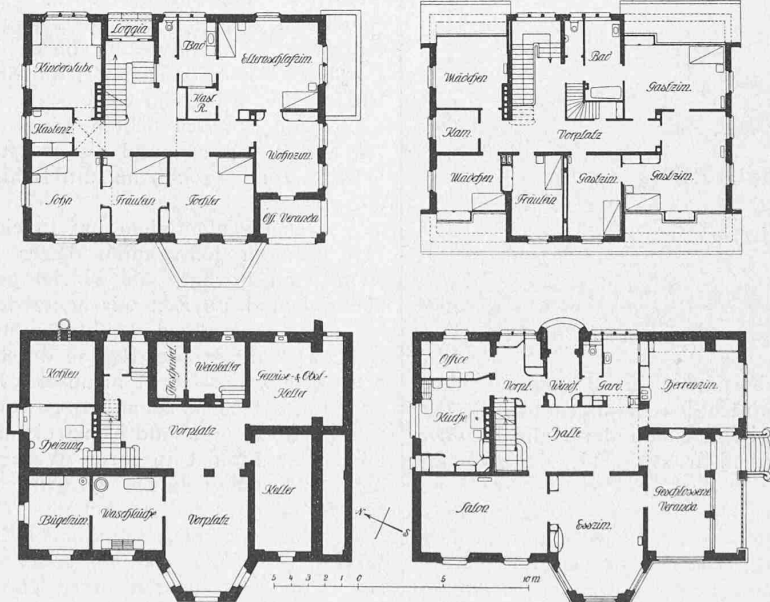 Loggia
Bad
Kinderstube
Elternschlafzim.
Kast.
R.
Kastenz.
Wohnzim.
Sohn
Fräulein
Tochter
Off. Veranda
Bad
Mädchen
Gastzim.
Kam.
Vorplatz
Mädchen
Fräulein
Gastzim.
Gastzim.
Kohlen
Weinkeller
Gemüse- & Obst-
Keller
Vorplatz
Heizung
Bügelzim.
Waschküche
Vorplatz
Keller
Office
Vorpl.
Windf.
Gard.
Herrenzim.
Küche
Halle
Salon
Esszim.
Geschlossene
Veranda
N
S
5 4 3 2 1 0 5 10 m